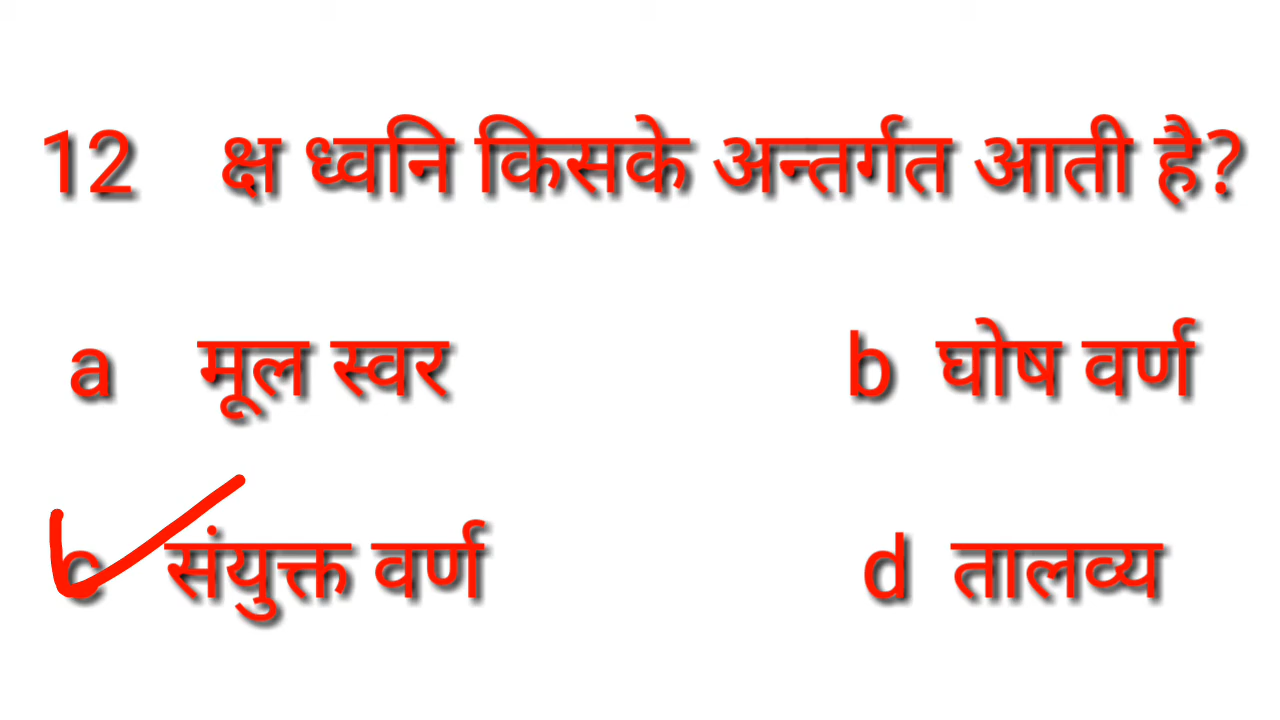 12 क्ष ध्वनि किसके अन्तर्गत आती है?
a मूल स्वर b घोष वर्ण
c संयुक्त वर्ण d तालव्य